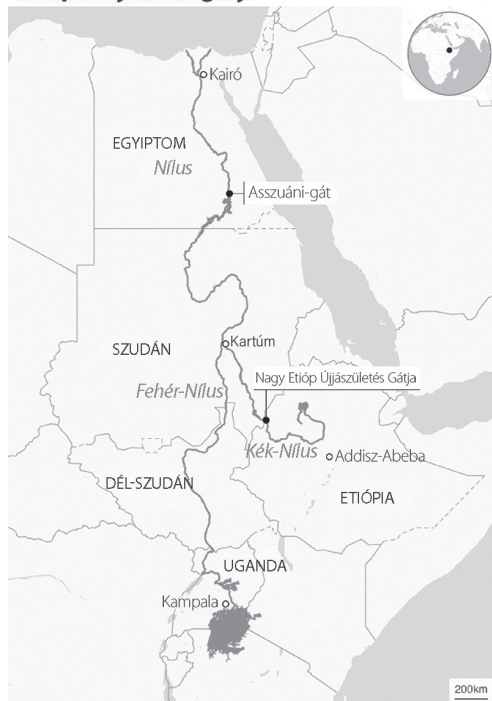 Kairó
EGYIPTOM
Nílus
Asszuáni-gát
SZUDÁN
Kartúm
Nagy Etióp Újjászületés Gátja
Fehér-Nílus
Kék-Nílus
Addisz-Abeba
DÉL-SZUDÁN
ETIÓPIA
UGANDA
Kampala
200km